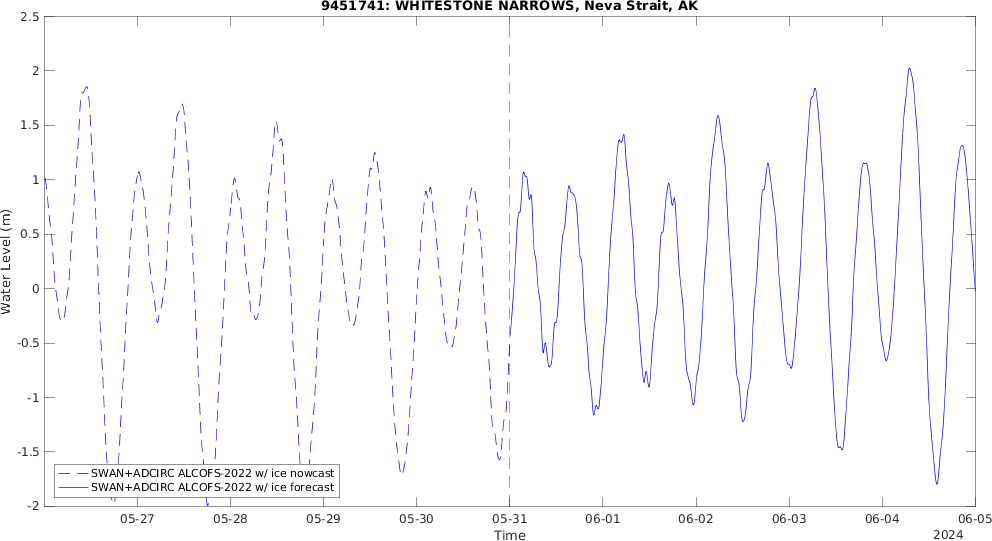 9451741: WHITESTONE NARROWS, Neva Strait, AK
2.5
2
1.5
1
0.5
0
-0.5
-1
-1.5
-2
Water Level (m)
SWAN+ADCIRC ALCOFS-2022 w/ ice nowcast
SWAN+ADCIRC ALCOFS-2022 w/ ice forecast
05-27 05-28 05-29 05-30 05-31 06-01 06-02 06-03 06-04 06-05
Time
2024